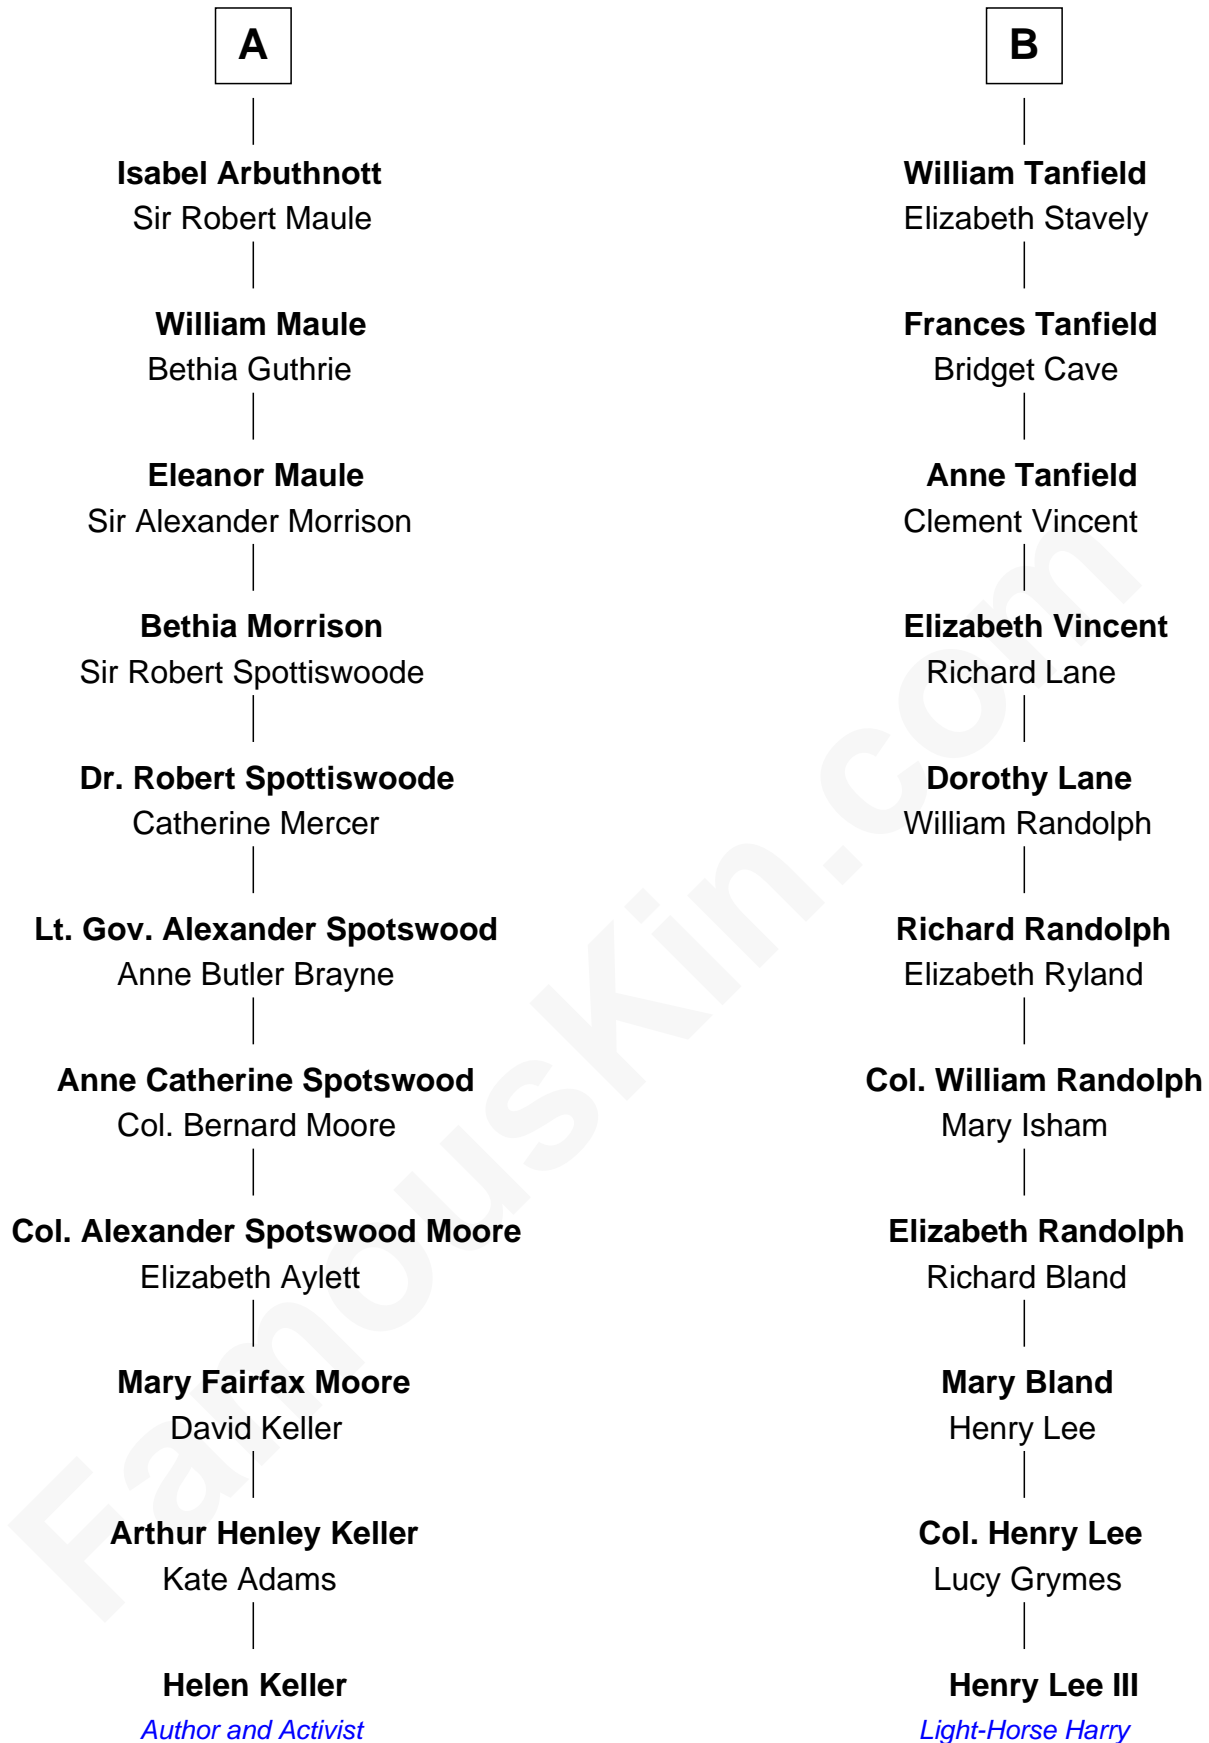 A
Isabel Arbuthnott
Sir Robert Maule
William Maule
Bethia Guthrie
Eleanor Maule
Sir Alexander Morrison
Bethia Morrison
Sir Robert Spottiswoode
Dr. Robert Spottiswoode
Catherine Mercer
Lt. Gov. Alexander Spotswood
Anne Butler Brayne
Anne Catherine Spotswood
Col. Bernard Moore
Col. Alexander Spotswood Moore
Elizabeth Aylett
Mary Fairfax Moore
David Keller
Arthur Henley Keller
Kate Adams
Helen Keller
Author and Activist
B
William Tanfield
Elizabeth Stavely
Frances Tanfield
Bridget Cave
Anne Tanfield
Clement Vincent
Elizabeth Vincent
Richard Lane
Dorothy Lane
William Randolph
Richard Randolph
Elizabeth Ryland
Col. William Randolph
Mary Isham
Elizabeth Randolph
Richard Bland
Mary Bland
Henry Lee
Col. Henry Lee
Lucy Grymes
Henry Lee III
Light-Horse Harry
FamousKin.com